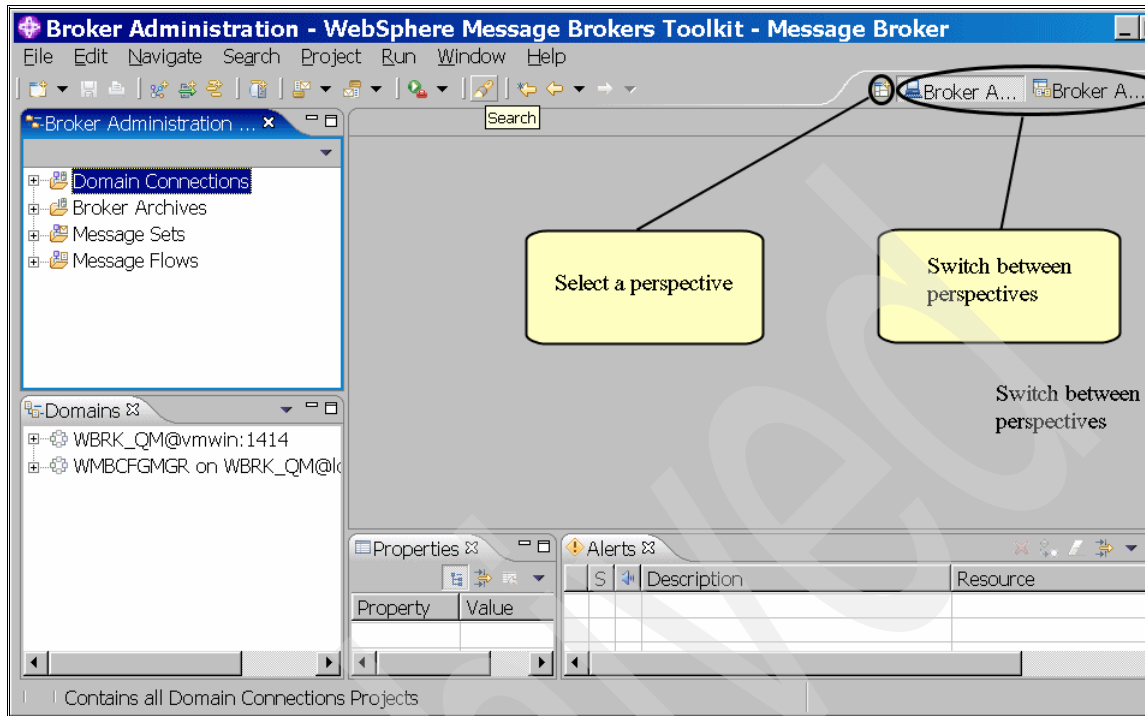 Broker Administration - WebSphere Message Brokers Toolkit - Message Broker
File Edit Navigate Search Project Run Window Help
Broker A... Broker A...
Search
Broker Administration ...
Domain Connections
Broker Archives
Message Sets
Message Flows
Select a perspective
Switch between
perspectives
Switch between
perspectives
Domains
WBRK_QM@vmwin:1414
WMBCFGMGR on WBRK_QM@lo
Properties
Property Value
Alerts
S Description Resource
Contains all Domain Connections Projects